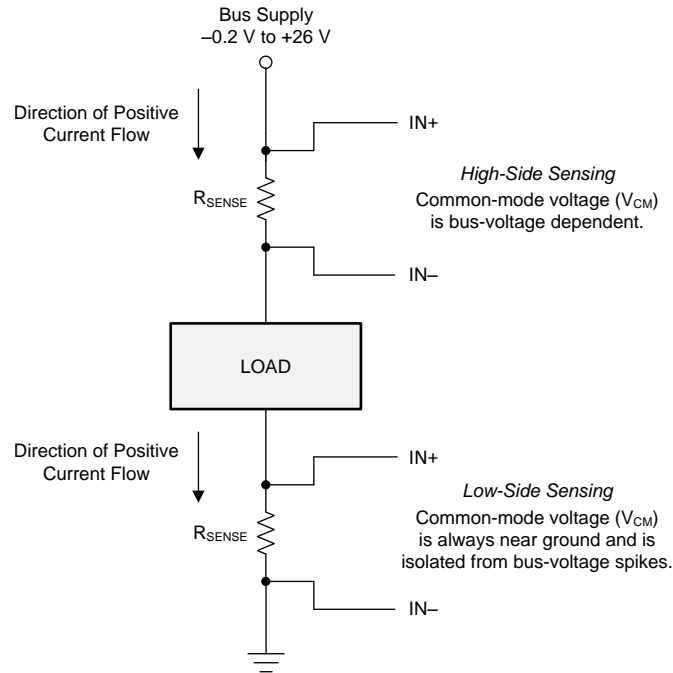 Bus Supply
–0.2 V to +26 V
Direction of Positive
Current Flow
IN+
RSENSE
High-Side Sensing
Common-mode voltage (VCM)
is bus-voltage dependent.
IN–
LOAD
Direction of Positive
Current Flow
IN+
RSENSE
Low-Side Sensing
Common-mode voltage (VCM)
is always near ground and is
isolated from bus-voltage spikes.
IN–